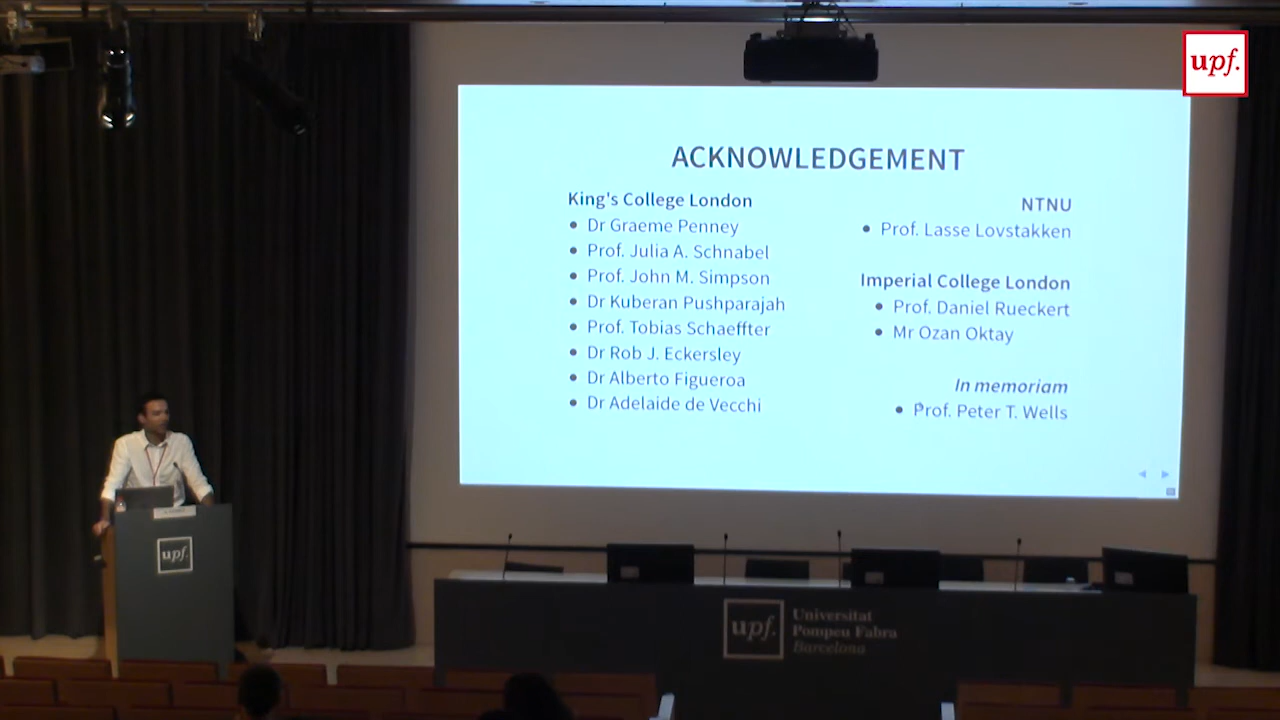 upf.
ACKNOWLEDGEMENT
King's College London
Dr Graeme Penney
Prof. Julia A. Schnabel
Prof. John M. Simpson
Dr Kuberan Pushparajah
Prof. Tobias Schaeffter
Dr Rob J. Eckersley
Dr Alberto Figueroa
Dr Adelaide de Vecchi
NTNU
Prof. Lasse Lovstakken
Imperial College London
Prof. Daniel Rueckert
Mr Ozan Oktay
In memoriam
Prof. Peter T. Wells
upf.
upf.
Universitat
Pompeu Fabra
Barcelona